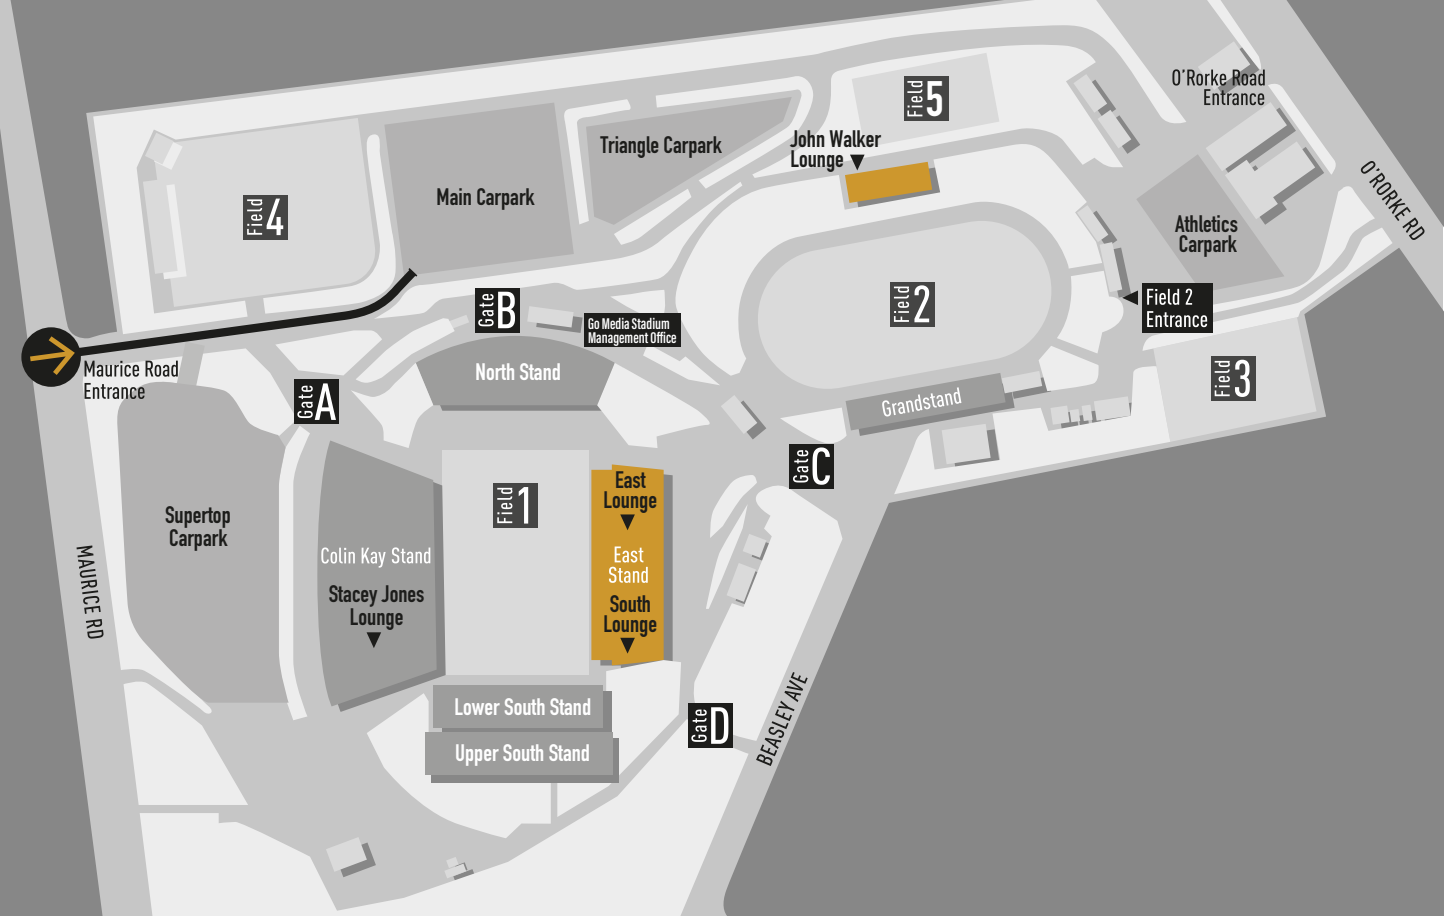 O'Rorke Road
Entrance
Field 5
John Walker
Lounge
Triangle Carpark
Main Carpark
Field 4
O'RORKE RD
Athletics
Carpark
Field 2
Field 2
Entrance
Gate B
Go Media Stadium
Management Office
Maurice Road
Entrance
North Stand
Gate A
Field 3
Grandstand
Gate C
East
Lounge
Field 1
Supertop
Carpark
Colin Kay Stand
East
Stand
Stacey Jones
Lounge
South
Lounge
MAURICE RD
Lower South Stand
Gate D
BEASLEY AVE
Upper South Stand